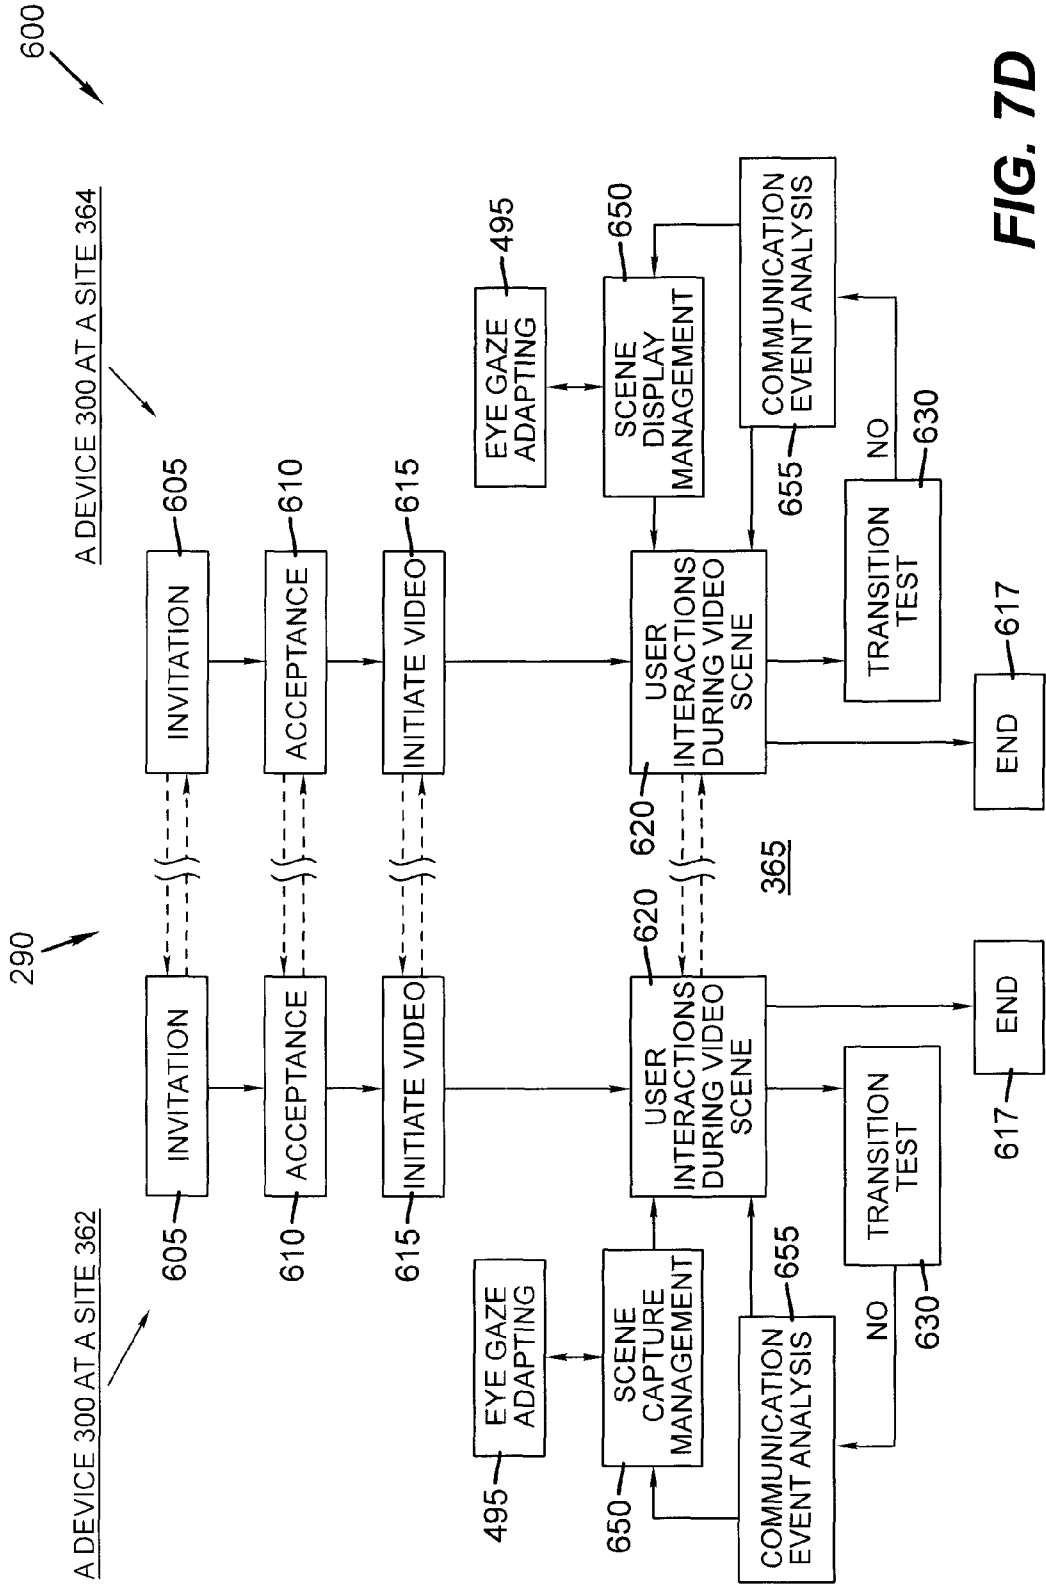 290
600
A DEVICE 300 AT A SITE 362
A DEVICE 300 AT A SITE 364
605
INVITATION
INVITATION
605
610
ACCEPTANCE
ACCEPTANCE
610
615
INITIATE VIDEO
INITIATE VIDEO
615
495
EYE GAZE
ADAPTING
EYE GAZE
ADAPTING
495
650
SCENE
CAPTURE
MANAGEMENT
620
USER
INTERACTIONS
DURING VIDEO
SCENE
620
USER
INTERACTIONS
DURING VIDEO
SCENE
SCENE
DISPLAY
MANAGEMENT
650
365
COMMUNICATION
EVENT ANALYSIS
655
655
COMMUNICATION
EVENT ANALYSIS
NO
630
TRANSITION
TEST
TRANSITION
TEST
630
NO
617
END
END
617
FIG. 7D